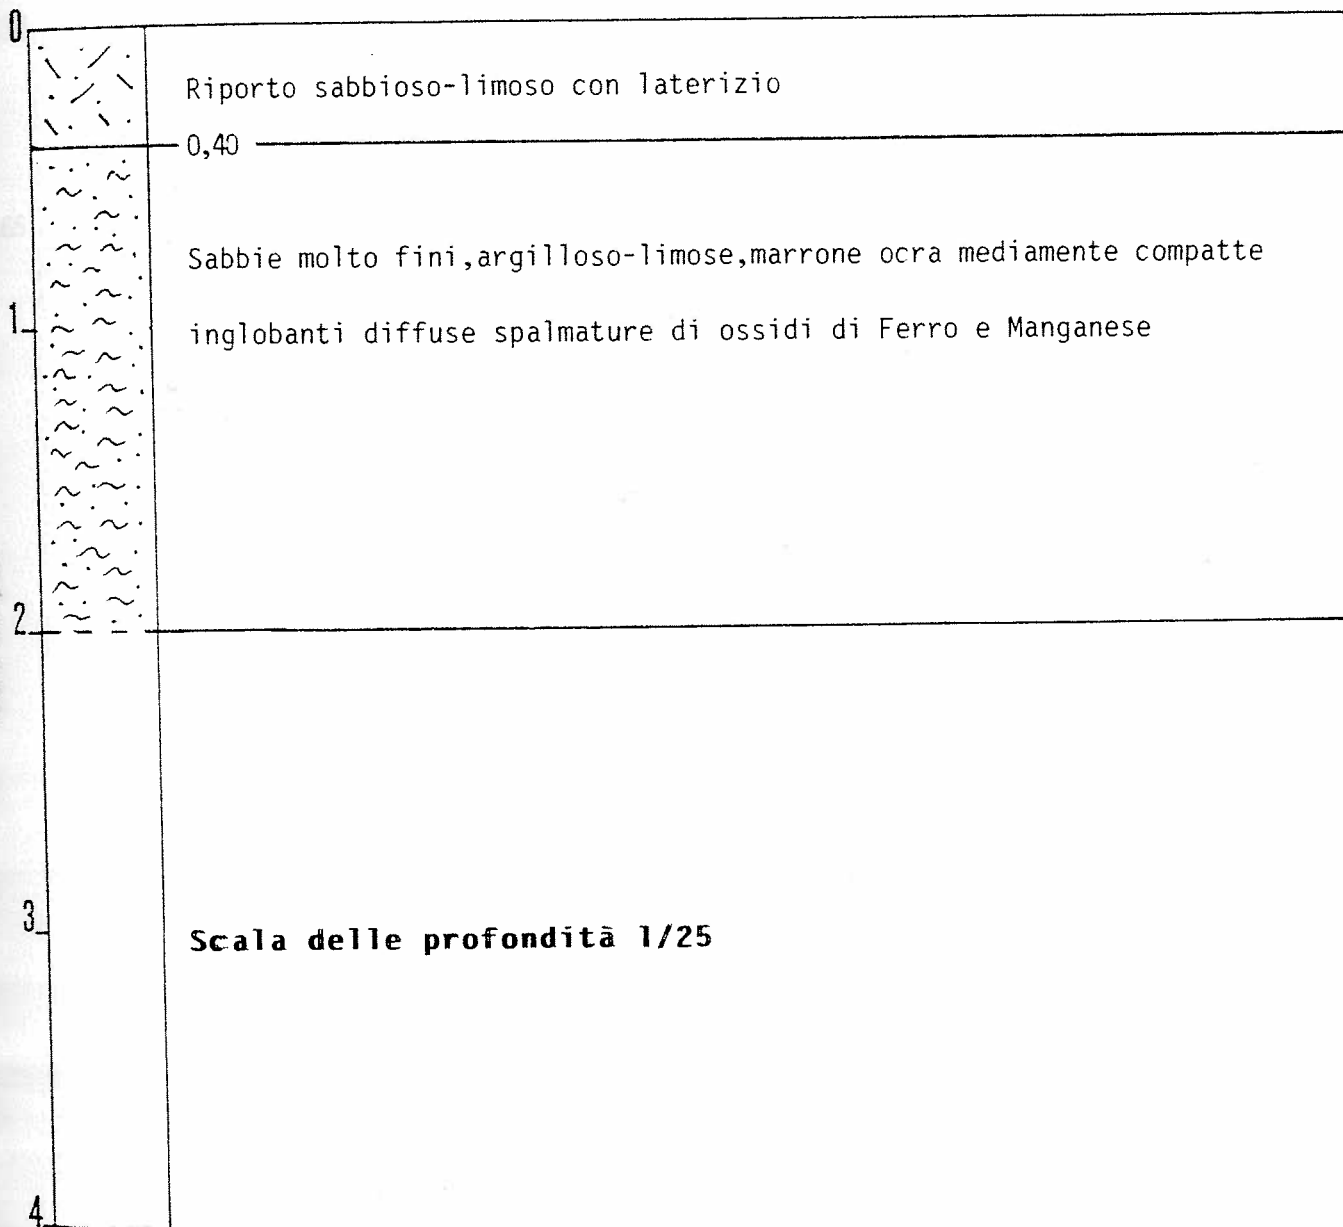 0
Riporto sabbioso-limoso con laterizio
0,40
Sabbie molto fini,argilloso-limose,marrone ocra mediamente compatte
1
inglobanti diffuse spalmature di ossidi di Ferro e Manganese
2
3
Scala delle profondità 1/25
4